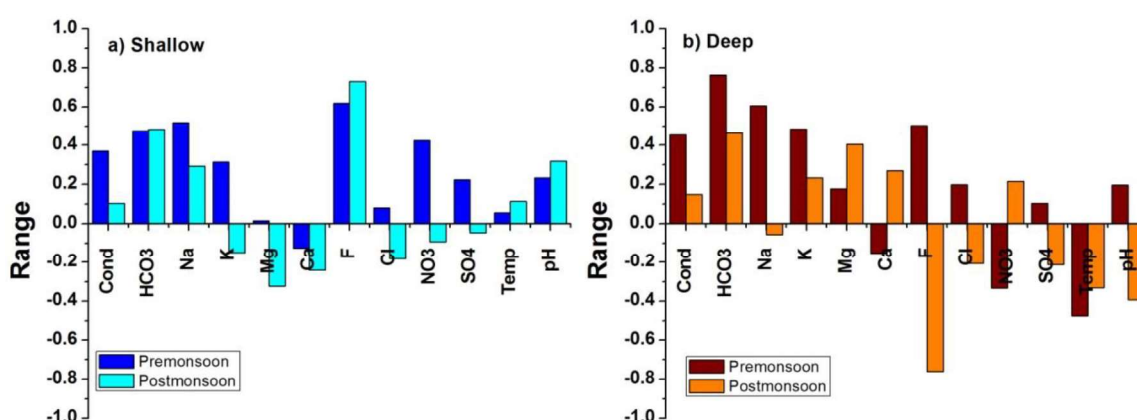 1.0
0.8
0.6
0.4
0.2
0.0
-0.2
-0.4
-0.6
-0.8
-1.0
Range
a) Shallow
Cond
HCO3
Na
K
Mg
Ca
F
Cl
NO3
SO4
Temp
pH
Premonsoon
Postmonsoon
1.0
0.8
0.6
0.4
0.2
0.0
-0.2
-0.4
-0.6
-0.8
-1.0
Range
b) Deep
Cond
HCO3
Na
K
Mg
Ca
F
Cl
NO3
SO4
Temp
pH
Premonsoon
Postmonsoon